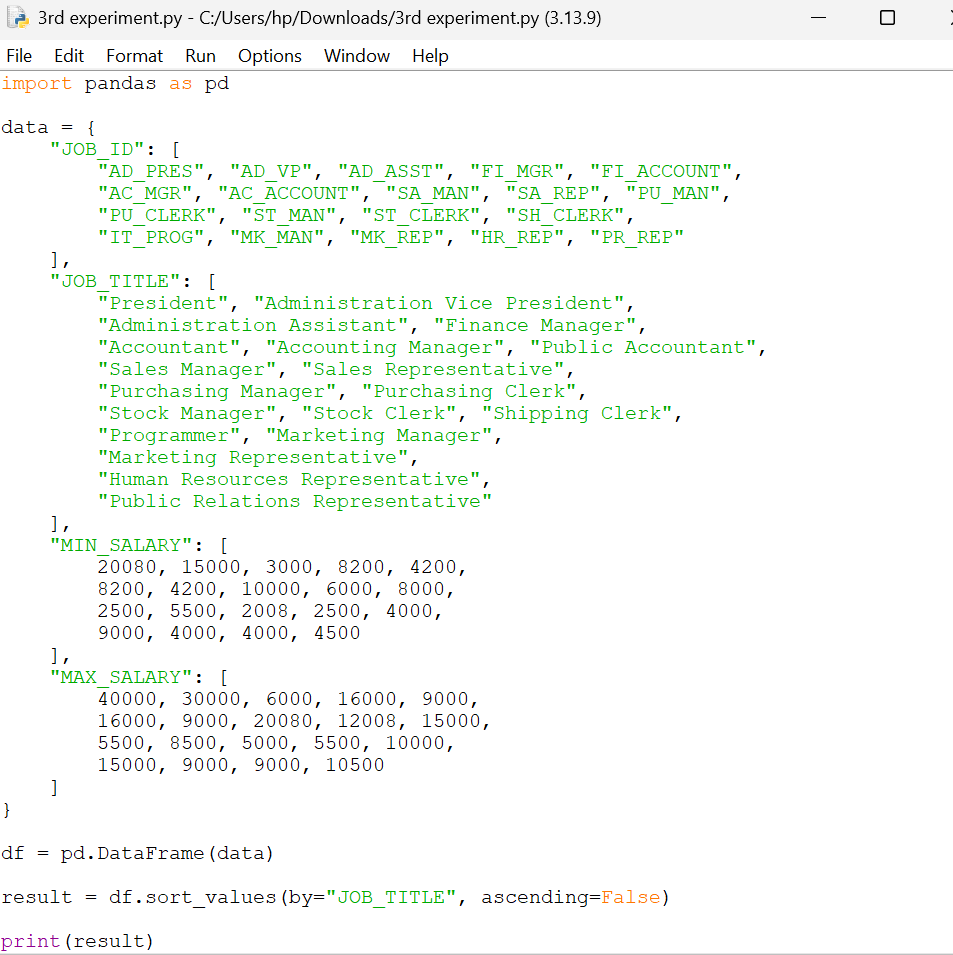 3rd experiment.py - C:/Users/hp/Downloads/3rd experiment.py (3.13.9)
File Edit Format Run Options Window Help
import pandas as pd

data = {
    "JOB_ID": [
        "AD_PRES", "AD_VP", "AD_ASST", "FI_MGR", "FI_ACCOUNT",
        "AC_MGR", "AC_ACCOUNT", "SA_MAN", "SA_REP", "PU_MAN",
        "PU_CLERK", "ST_MAN", "ST_CLERK", "SH_CLERK",
        "IT_PROG", "MK_MAN", "MK_REP", "HR_REP", "PR_REP"
    ],
    "JOB_TITLE": [
        "President", "Administration Vice President",
        "Administration Assistant", "Finance Manager",
        "Accountant", "Accounting Manager", "Public Accountant",
        "Sales Manager", "Sales Representative",
        "Purchasing Manager", "Purchasing Clerk",
        "Stock Manager", "Stock Clerk", "Shipping Clerk",
        "Programmer", "Marketing Manager",
        "Marketing Representative",
        "Human Resources Representative",
        "Public Relations Representative"
    ],
    "MIN_SALARY": [
        20080, 15000, 3000, 8200, 4200,
        8200, 4200, 10000, 6000, 8000,
        2500, 5500, 2008, 2500, 4000,
        9000, 4000, 4000, 4500
    ],
    "MAX_SALARY": [
        40000, 30000, 6000, 16000, 9000,
        16000, 9000, 20080, 12008, 15000,
        5500, 8500, 5000, 5500, 10000,
        15000, 9000, 9000, 10500
    ]
}

df = pd.DataFrame(data)

result = df.sort_values(by="JOB_TITLE", ascending=False)

print(result)